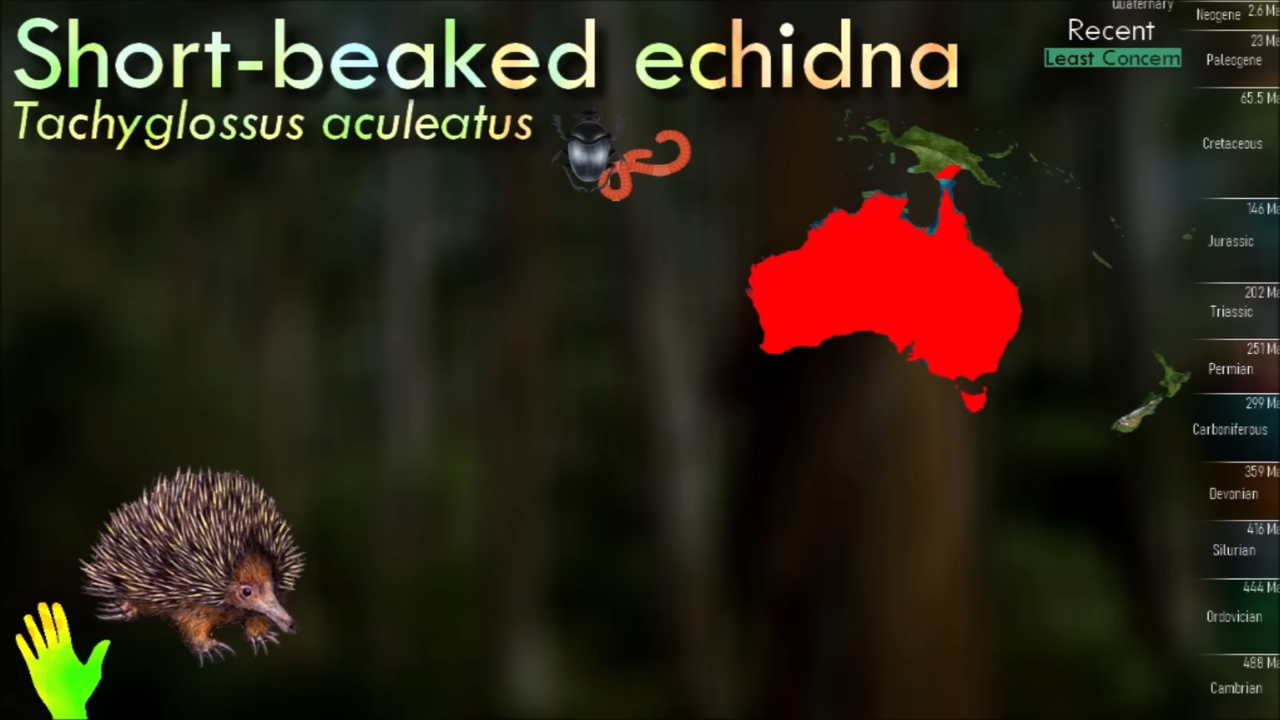 Short-beaked echidna
Tachyglossus aculeatus
Recent
Least Concern
Quaternary
2.6 Ma
Neogene
23 Ma
Paleogene
65.5 Ma
Cretaceous
146 Ma
Jurassic
202 Ma
Triassic
251 Ma
Permian
299 Ma
Carboniferous
359 Ma
Devonian
416 Ma
Silurian
444 Ma
Ordovician
488 Ma
Cambrian